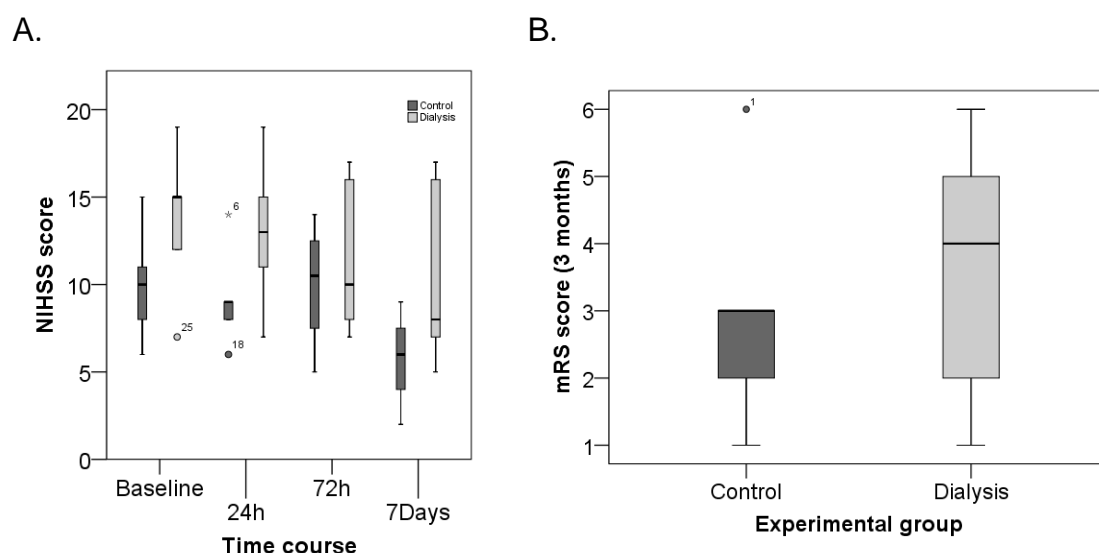 A.
B.
NIHSS score
20
15
10
5
0
Control
Dialysis
6
25
18
Baseline
24h
72h
7Days
Time course
mRS score (3 months)
6
5
4
3
2
1
1
Control
Dialysis
Experimental group